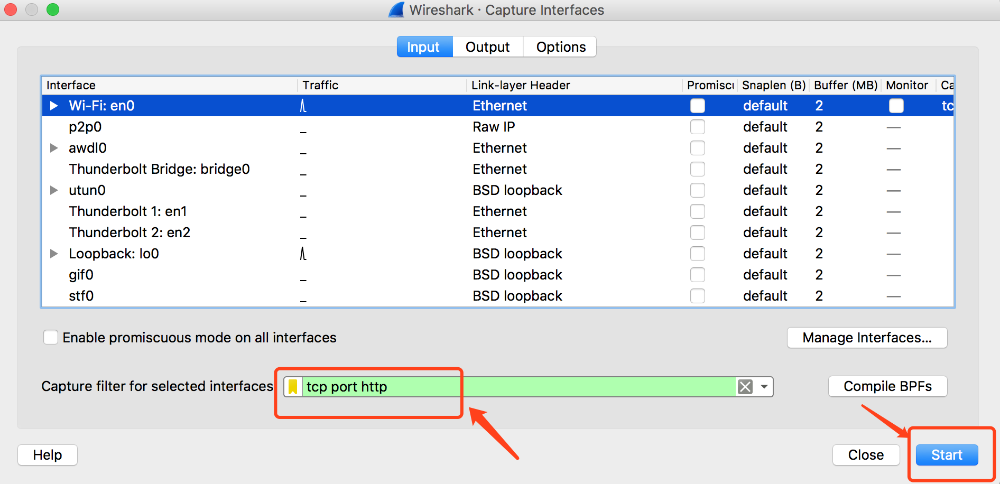 Wireshark · Capture Interfaces
Input Output Options
Interface Traffic Link-layer Header Promiscu Snaplen (B) Buffer (MB) Monitor Ca
Wi-Fi: en0 Ethernet default 2 tc
p2p0 _ Raw IP default 2 —
awdl0 _ Ethernet default 2 —
Thunderbolt Bridge: bridge0 _ Ethernet default 2 —
utun0 _ BSD loopback default 2 —
Thunderbolt 1: en1 _ Ethernet default 2 —
Thunderbolt 2: en2 _ Ethernet default 2 —
Loopback: lo0 BSD loopback default 2 —
gif0 _ BSD loopback default 2 —
stf0 _ BSD loopback default 2 —
Enable promiscuous mode on all interfaces Manage Interfaces...
Capture filter for selected interfaces tcp port http Compile BPFs
Help Close Start